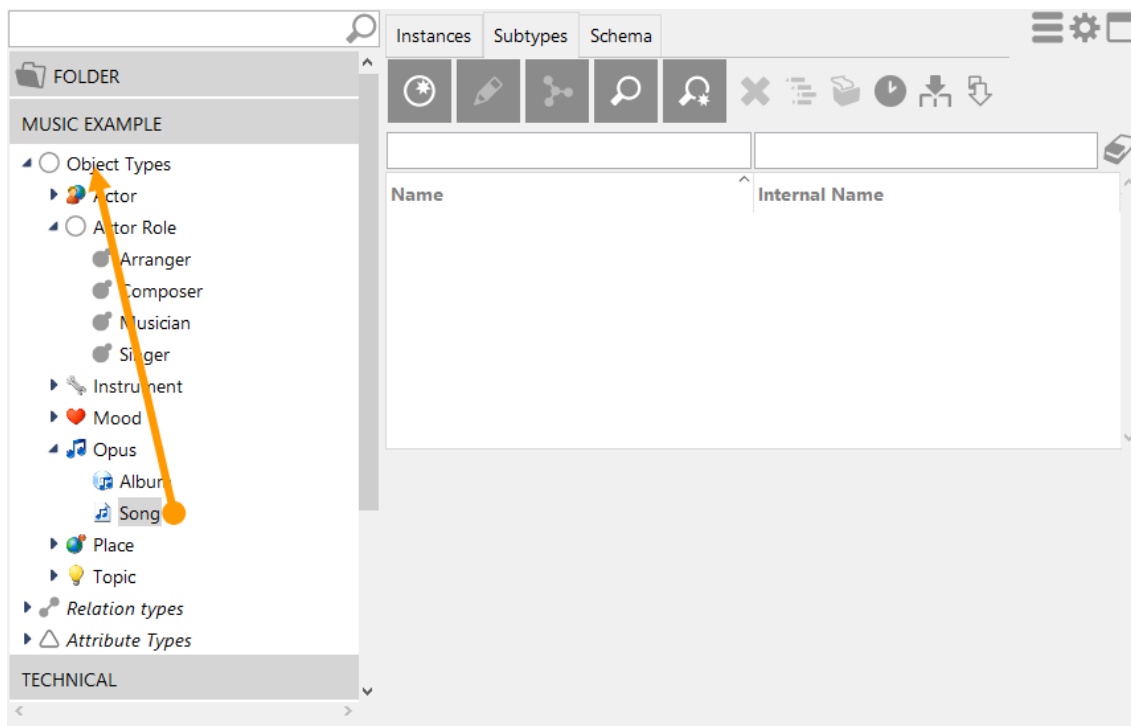 Instances Subtypes Schema
FOLDER
MUSIC EXAMPLE
Object Types
Actor
Actor Role
Arranger
Composer
Musician
Singer
Instrument
Mood
Opus
Album
Song
Place
Topic
Relation types
Attribute Types
TECHNICAL
Name Internal Name